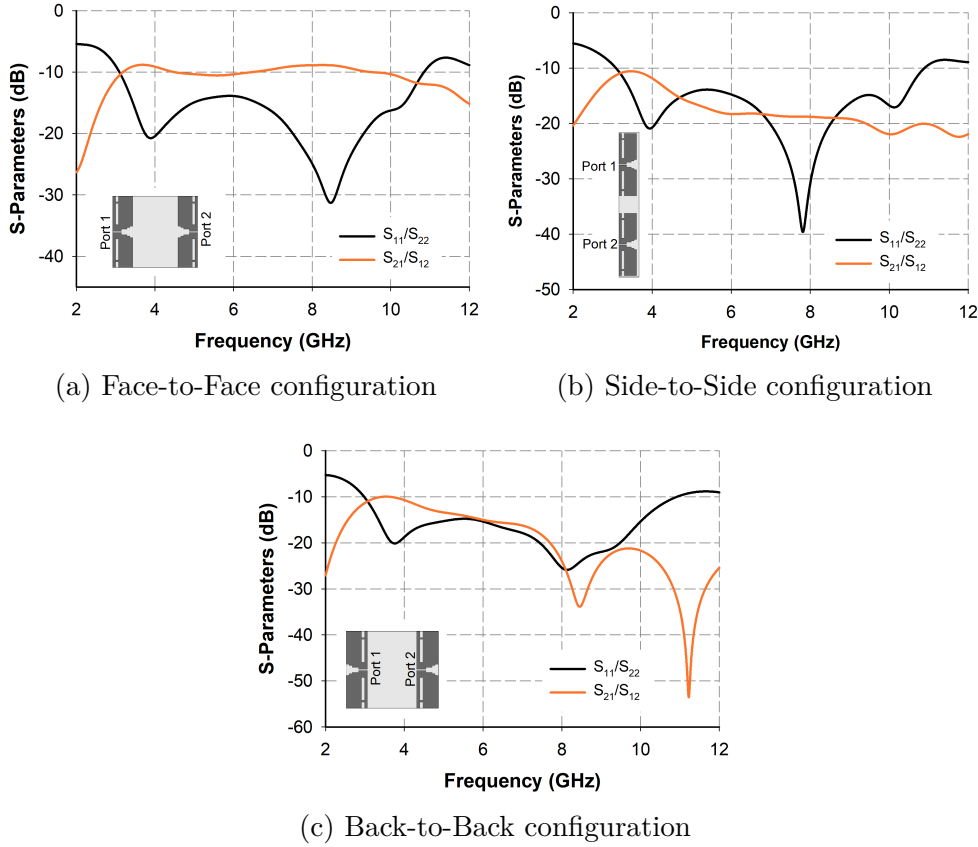 0
-10
-20
-30
-40
2
4
6
8
10
12
S-Parameters (dB)
Frequency (GHz)
Port 1
Port 2
S11/S22
S21/S12
(a) Face-to-Face configuration
0
-10
-20
-30
-40
-50
2
4
6
8
10
12
S-Parameters (dB)
Frequency (GHz)
Port 1
Port 2
S11/S22
S21/S12
(b) Side-to-Side configuration
0
-10
-20
-30
-40
-50
-60
2
4
6
8
10
12
S-Parameters (dB)
Frequency (GHz)
Port 1
Port 2
S11/S22
S21/S12
(c) Back-to-Back configuration